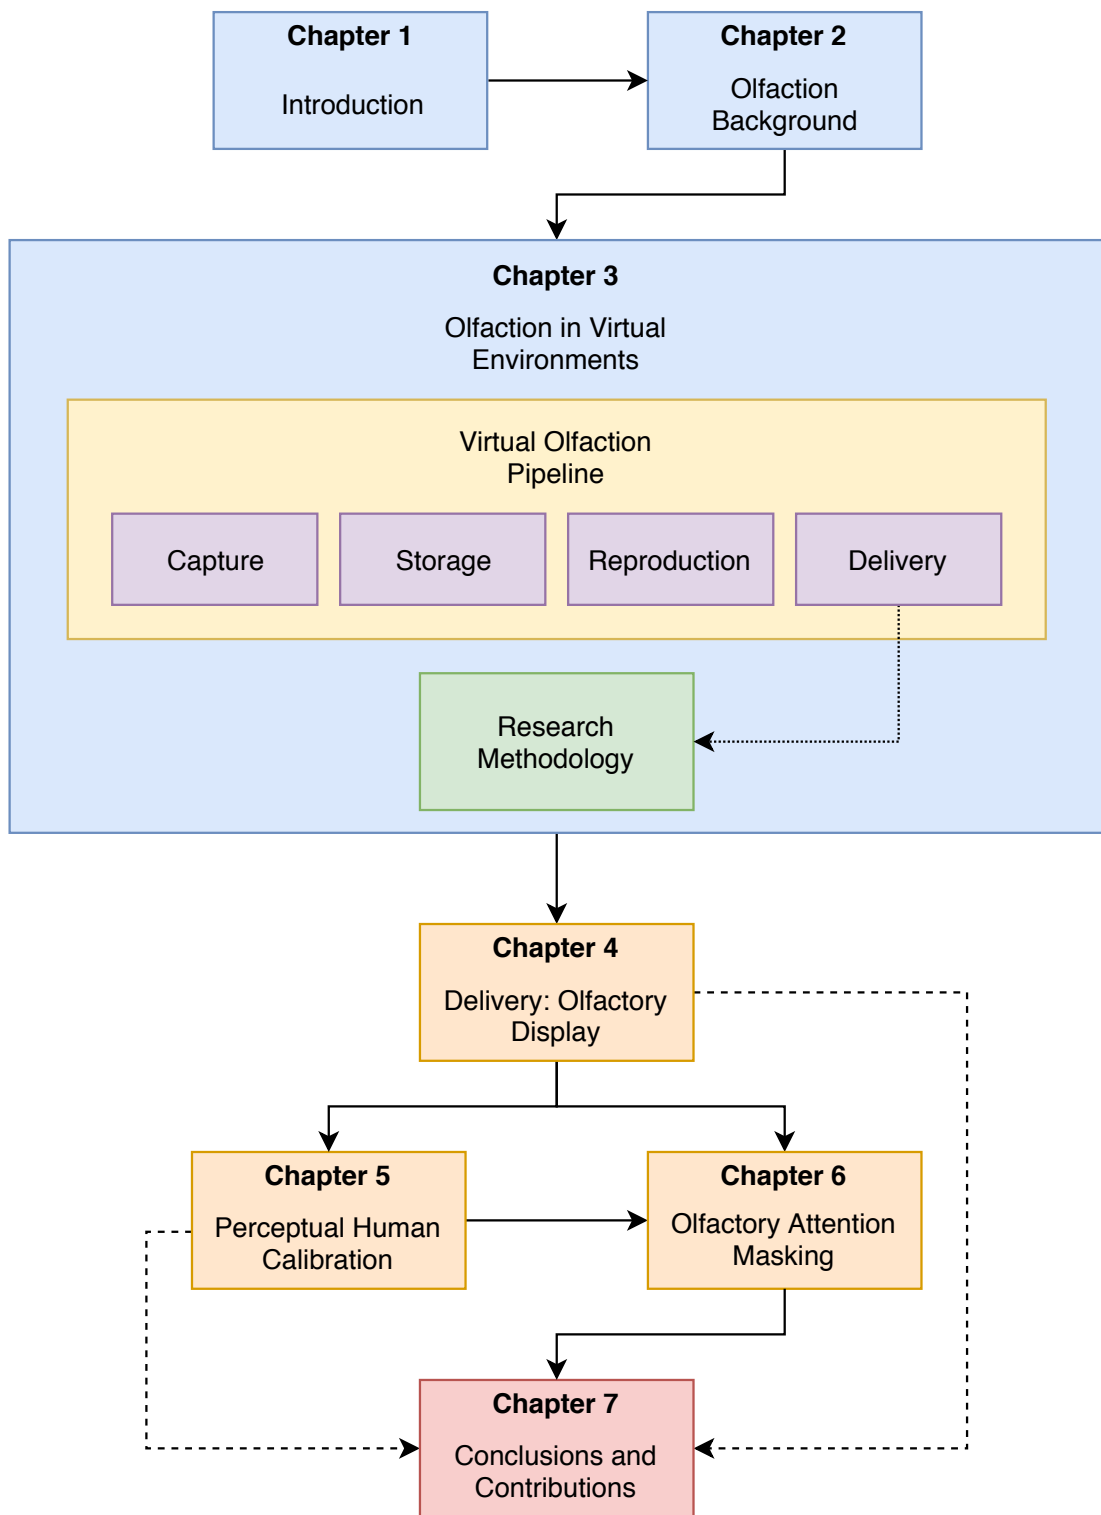 Chapter 1
Introduction
Chapter 2
Olfaction
Background
Chapter 3
Olfaction in Virtual
Environments
Virtual Olfaction
Pipeline
Capture
Storage
Reproduction
Delivery
Research
Methodology
Chapter 4
Delivery: Olfactory
Display
Chapter 5
Perceptual Human
Calibration
Chapter 6
Olfactory Attention
Masking
Chapter 7
Conclusions and
Contributions